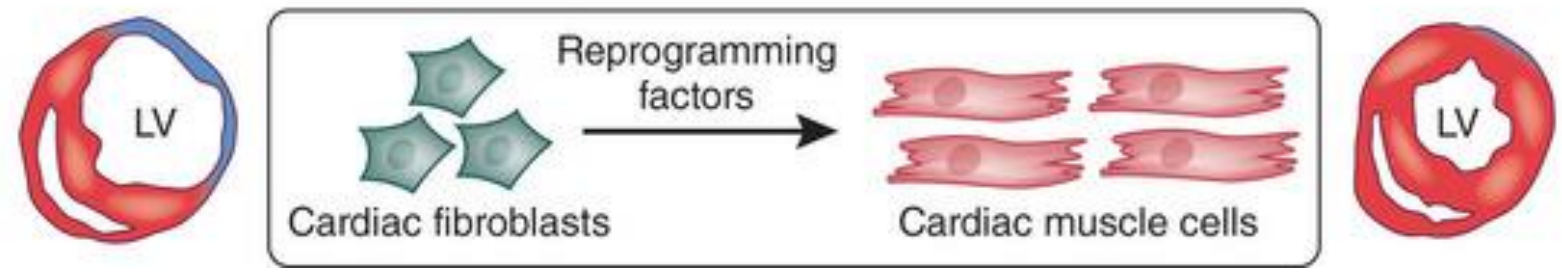 LV
Reprogramming
factors
Cardiac fibroblasts
Cardiac muscle cells
LV